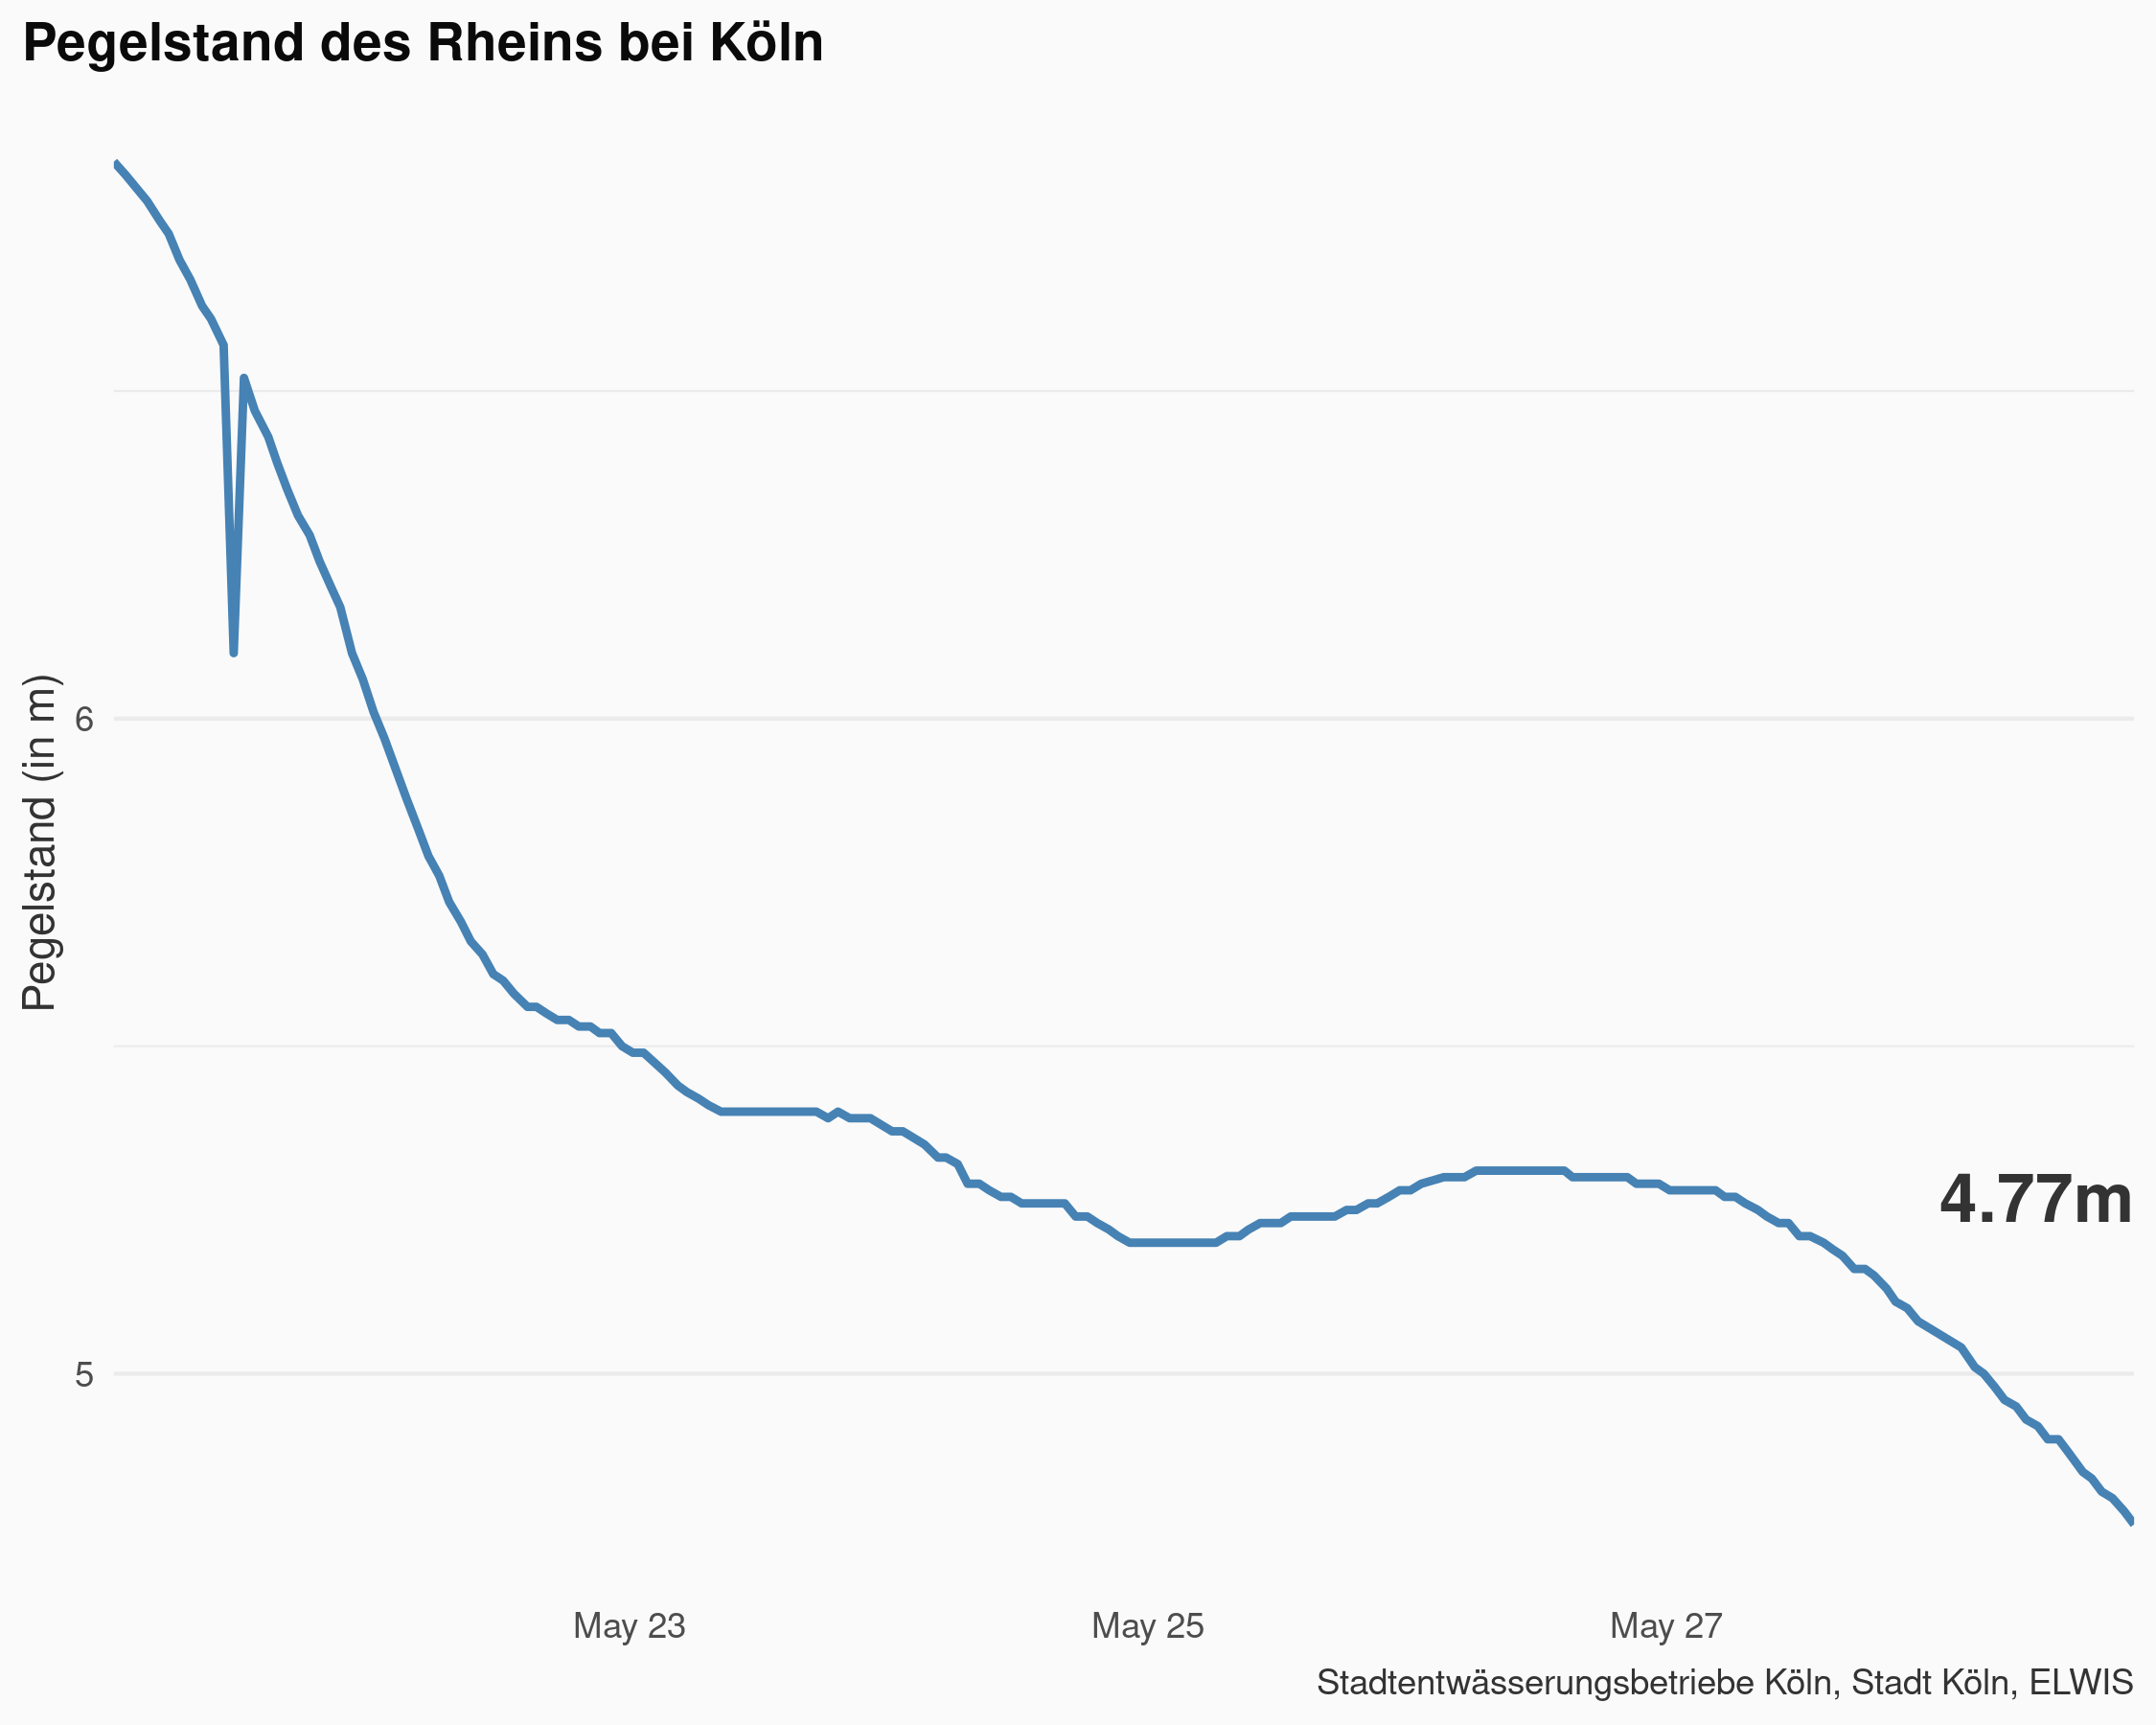 Pegelstand des Rheins bei Köln
Pegelstand (in m)
6
5
4.77m
May 23
May 25
May 27
Stadtentwässerungsbetriebe Köln, Stadt Köln, ELWIS